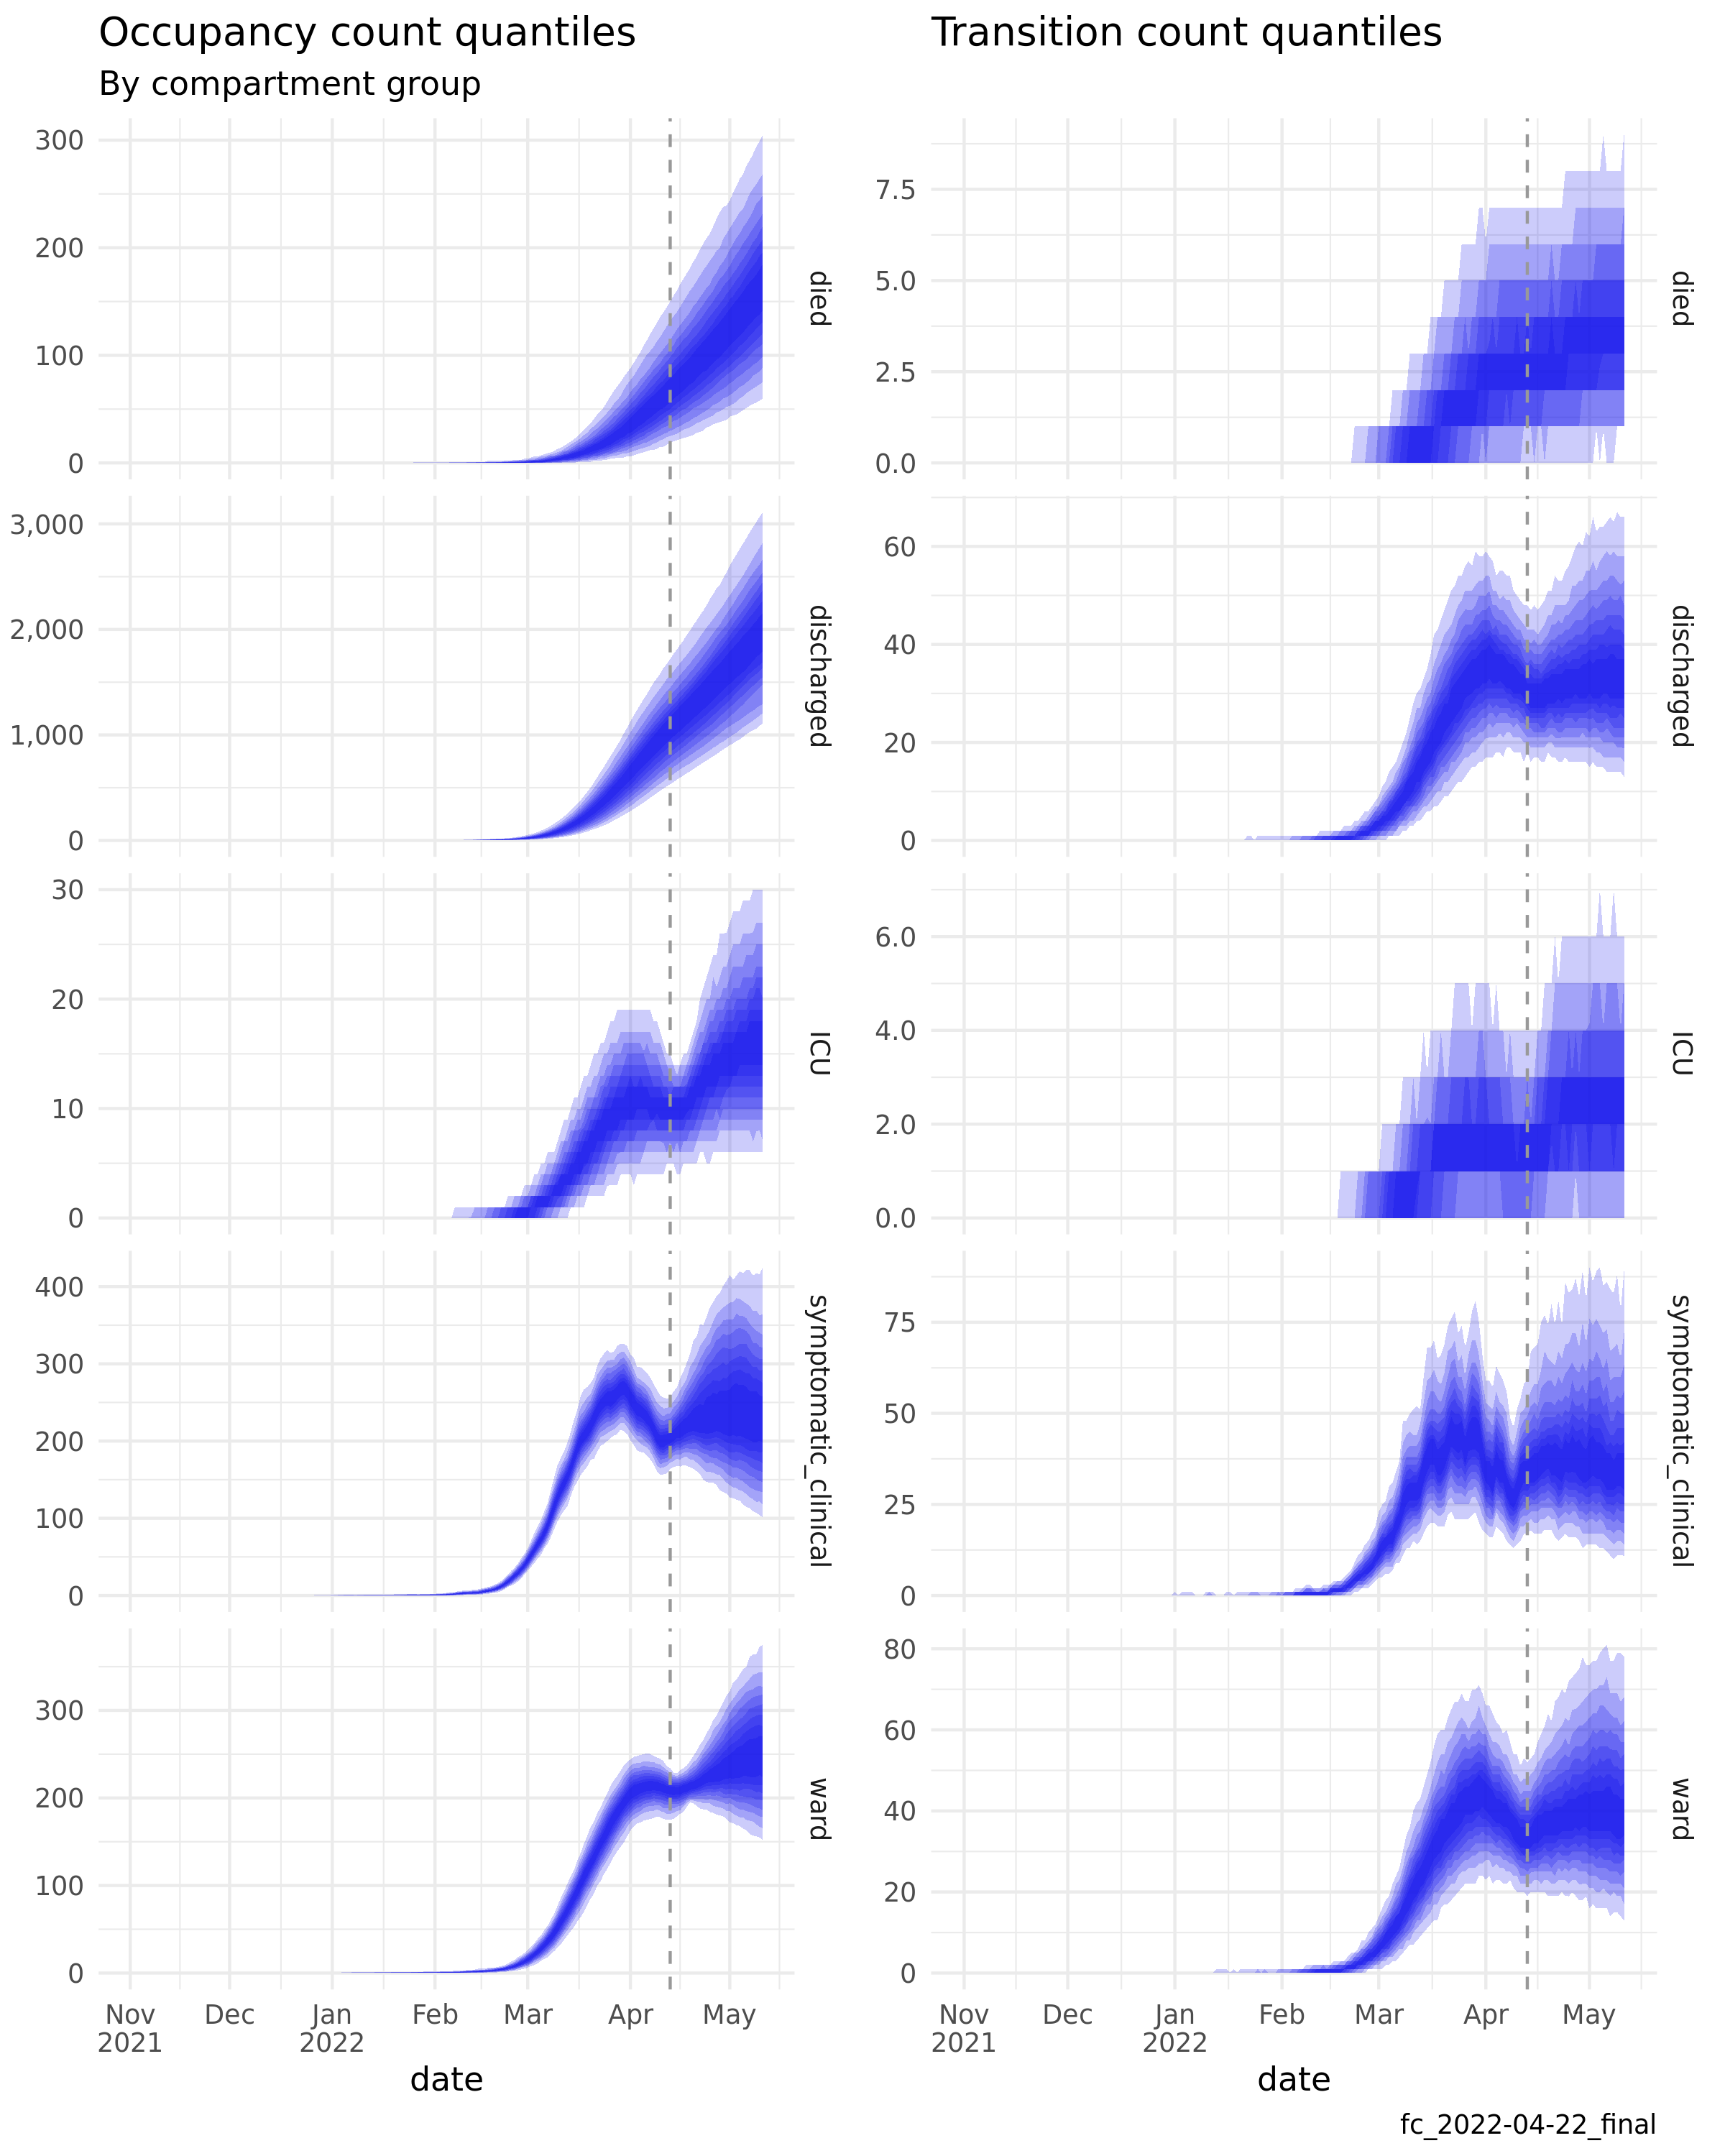 Occupancy count quantiles
By compartment group
300
200
100
0
died
3,000
2,000
1,000
0
discharged
30
20
10
0
ICU
400
300
200
100
0
symptomatic_clinical
300
200
100
0
ward
Nov Dec Jan Feb Mar Apr May
2021 2022
date
Transition count quantiles
7.5
5.0
2.5
0.0
died
60
40
20
0
discharged
6.0
4.0
2.0
0.0
ICU
75
50
25
0
symptomatic_clinical
80
60
40
20
0
ward
Nov Dec Jan Feb Mar Apr May
2021 2022
date
fc_2022-04-22_final